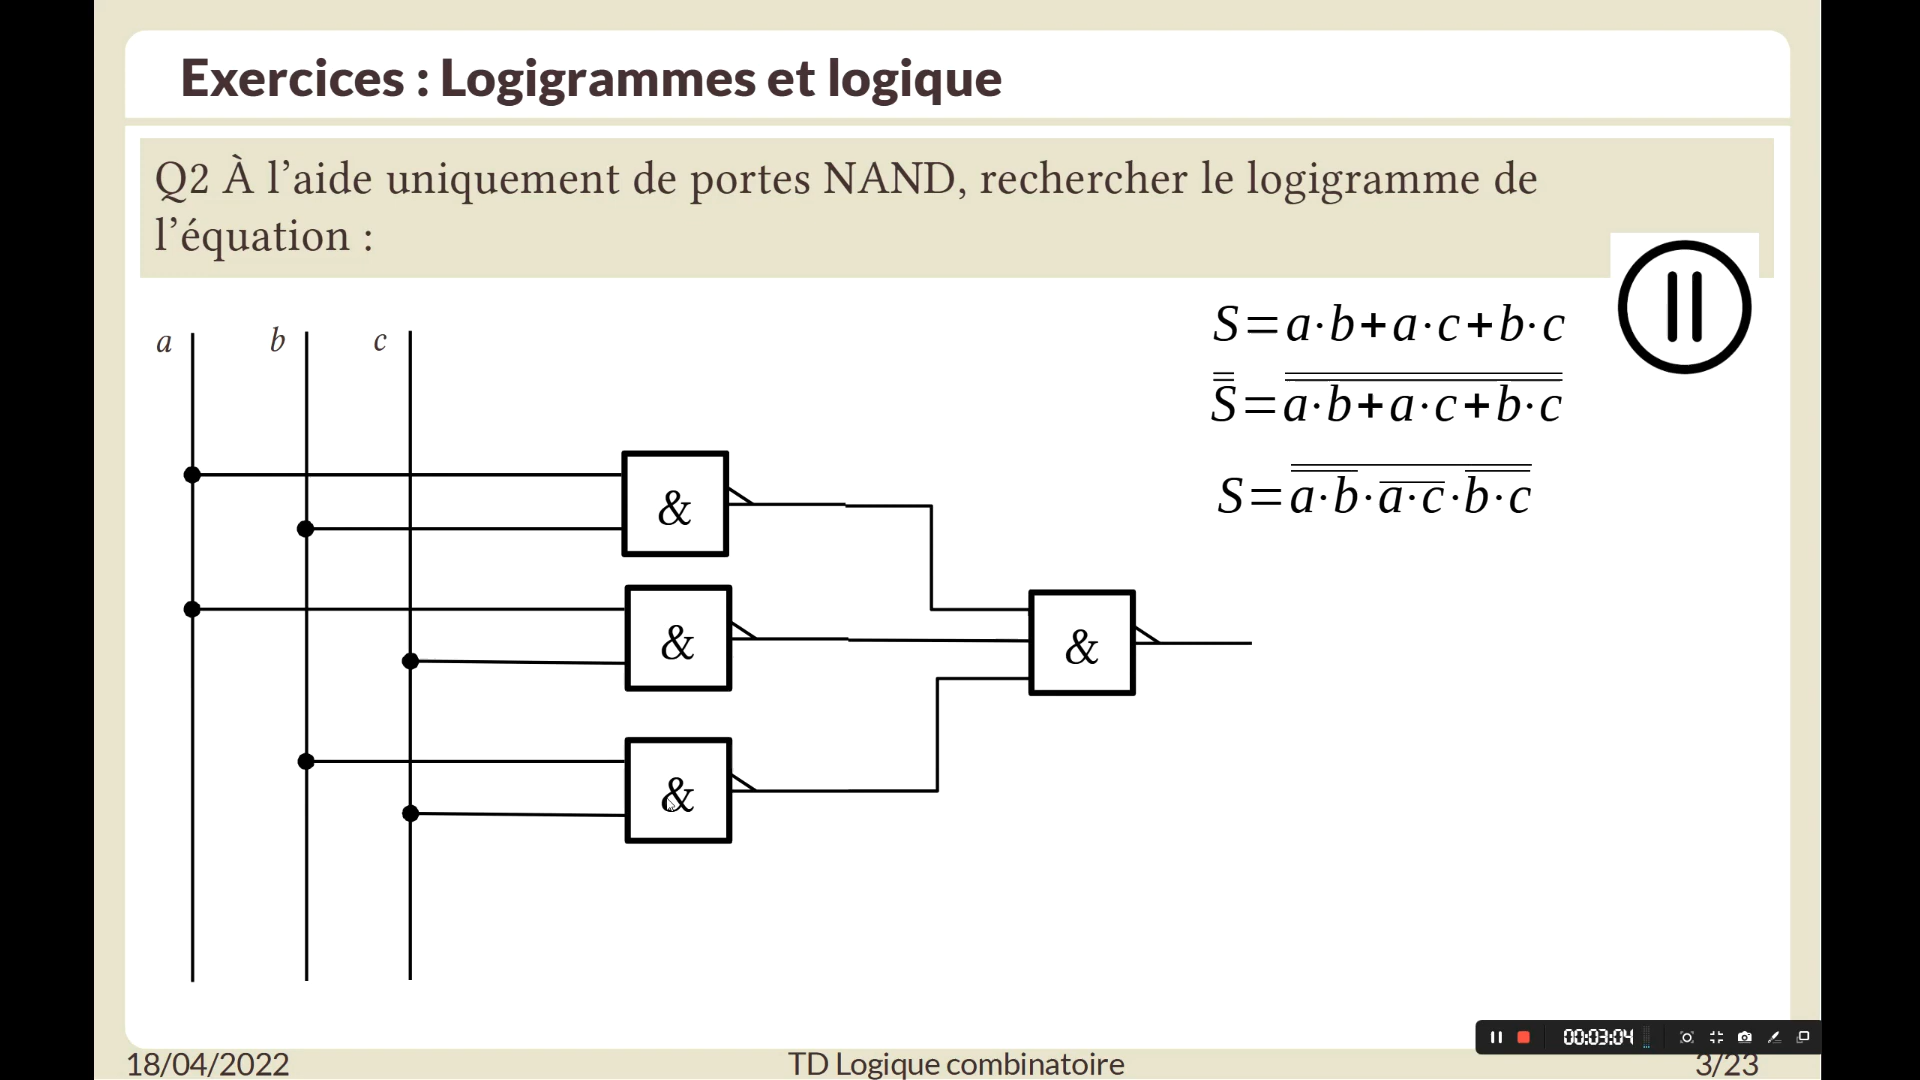 Exercices : Logigrammes et logique
Q2 À l’aide uniquement de portes NAND, rechercher le logigramme de
l’équation :
S=a·b+a·c+b·c
a b c
S̿=a·b+a·c+b·c
&
S=a·b·a·c·b·c
&
&
&
00:03:04
18/04/2022 TD Logique combinatoire 3/23